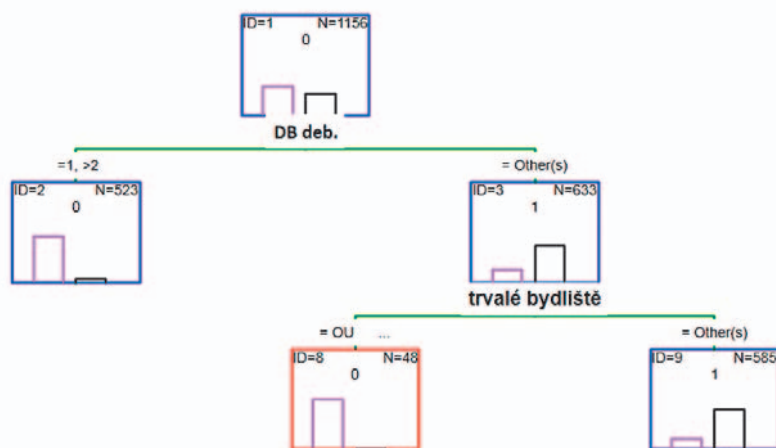 ID=1 N=1156
0
DB deb.
=1, >2
= Other(s)
ID=2 N=523
0
ID=3 N=633
1
trvalé bydliště
= OU ...
= Other(s)
ID=8 N=48
0
ID=9 N=585
1